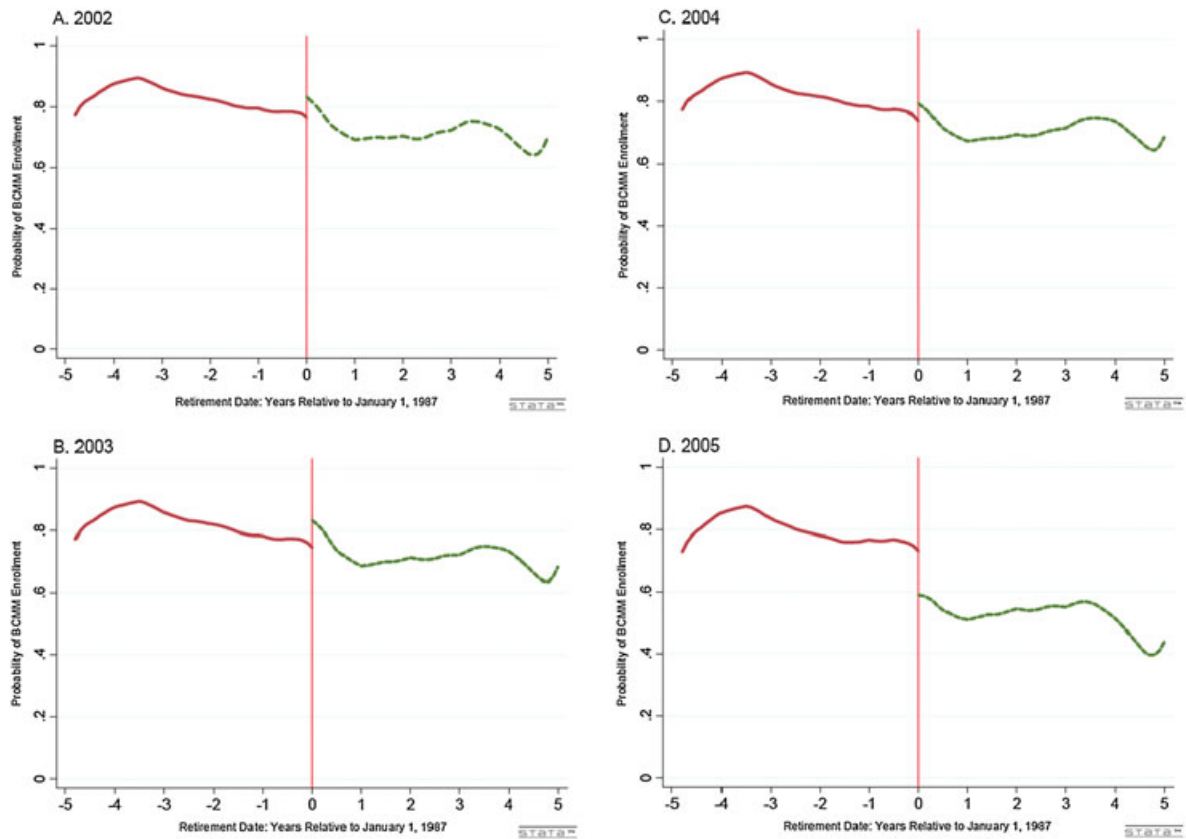 A. 2002
Probability of BCMM Enrollment
1
.8
.6
.4
.2
0
-5 -4 -3 -2 -1 0 1 2 3 4 5
Retirement Date: Years Relative to January 1, 1987
STATA™
C. 2004
Probability of BCMM Enrollment
1
.8
.6
.4
.2
0
-5 -4 -3 -2 -1 0 1 2 3 4 5
Retirement Date: Years Relative to January 1, 1987
STATA™
B. 2003
Probability of BCMM Enrollment
1
.8
.6
.4
.2
0
-5 -4 -3 -2 -1 0 1 2 3 4 5
Retirement Date: Years Relative to January 1, 1987
STATA™
D. 2005
Probability of BCMM Enrollment
1
.8
.6
.4
.2
0
-5 -4 -3 -2 -1 0 1 2 3 4 5
Retirement Date: Years Relative to January 1, 1987
STATA™